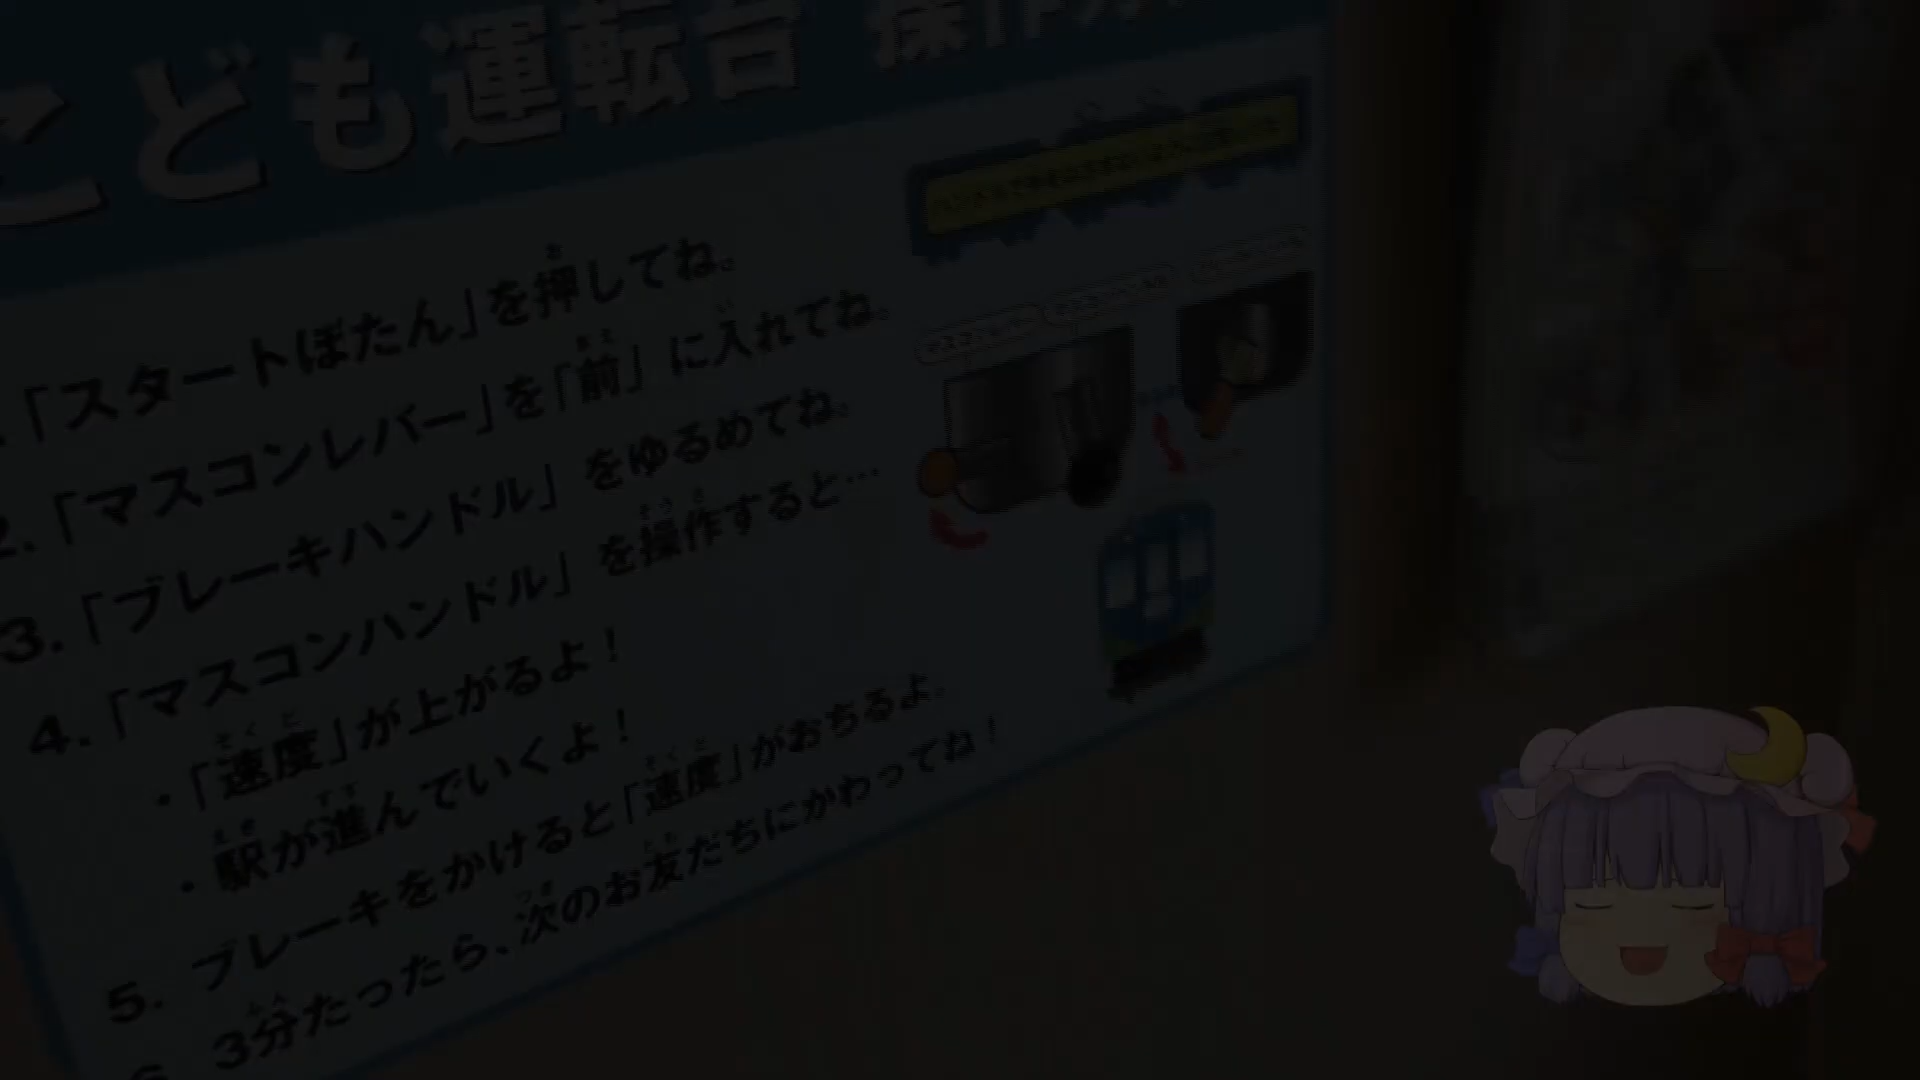 こども運転台 操作方
1.「スタートぼたん」を押してね。
2.「マスコンレバー」を「前」に入れてね。
3.「ブレーキハンドル」をゆるめてね。
4.「マスコンハンドル」を操作すると…
・「速度」が上がるよ！
・駅が進んでいくよ！
5. ブレーキをかけると「速度」がおちるよ。
6. 3分たったら、次のお友だちにかわってね！